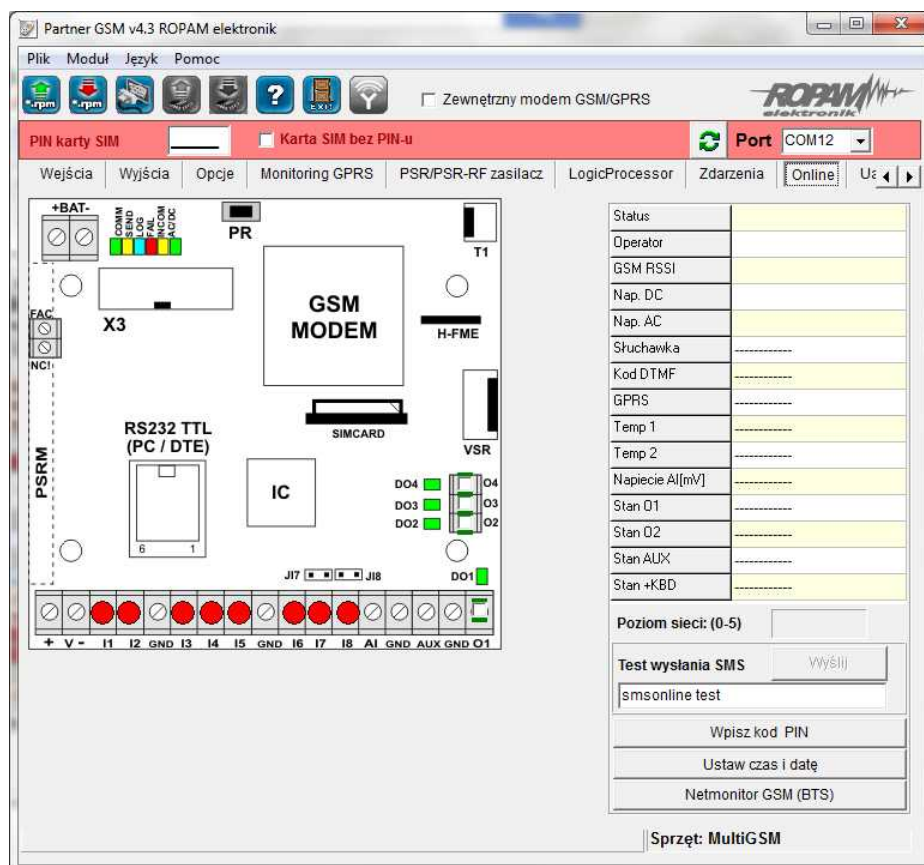 Partner GSM v4.3 ROPAM elektronik
Plik Moduł Język Pomoc
*.rpm *.rpm ? EXIT Zewnętrzny modem GSM/GPRS
ROPAM
elektronik
PIN karty SIM Karta SIM bez PIN-u Port COM12
Wejścia Wyjścia Opcje Monitoring GPRS PSR/PSR-RF zasilacz LogicProcessor Zdarzenia Online
+BAT-
COMM
SEND
LOG
FAIL
INCOM
AC/DC
PR
T1
X3
GSM
MODEM
H-FME
FAC
NC!
PSRM
RS232 TTL
(PC / DTE)
6 1
SIMCARD
VSR
IC
DO4 O4
DO3 O3
DO2 O2
JI7 JI8 DO1
+ V - I1 I2 GND I3 I4 I5 GND I6 I7 I8 AI GND AUX GND O1
Status
Operator
GSM RSSI
Nap. DC
Nap. AC
Słuchawka ------------
Kod DTMF ------------
GPRS ------------
Temp 1 ------------
Temp 2 ------------
Napiecie AI[mV] ------------
Stan O1 ------------
Stan O2 ------------
Stan AUX ------------
Stan +KBD ------------
Poziom sieci: (0-5)
Test wysłania SMS Wyślij
smsonline test
Wpisz kod PIN
Ustaw czas i datę
Netmonitor GSM (BTS)
Sprzęt: MultiGSM